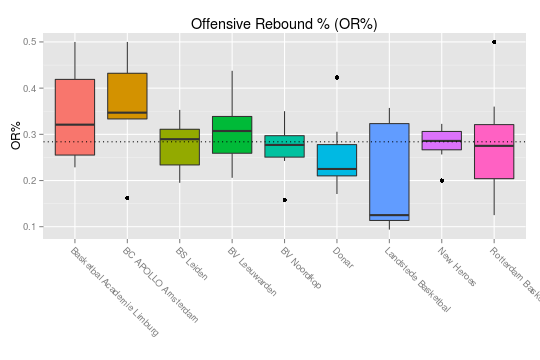 Offensive Rebound % (OR%)
OR%
0.5
0.4
0.3
0.2
0.1
Basketbal Academie Limburg
BC APOLLO Amsterdam
BS Leiden
BV Leeuwarden
BV Noordkop
Donar
Landstede Basketbal
New Heroes
Rotterdam